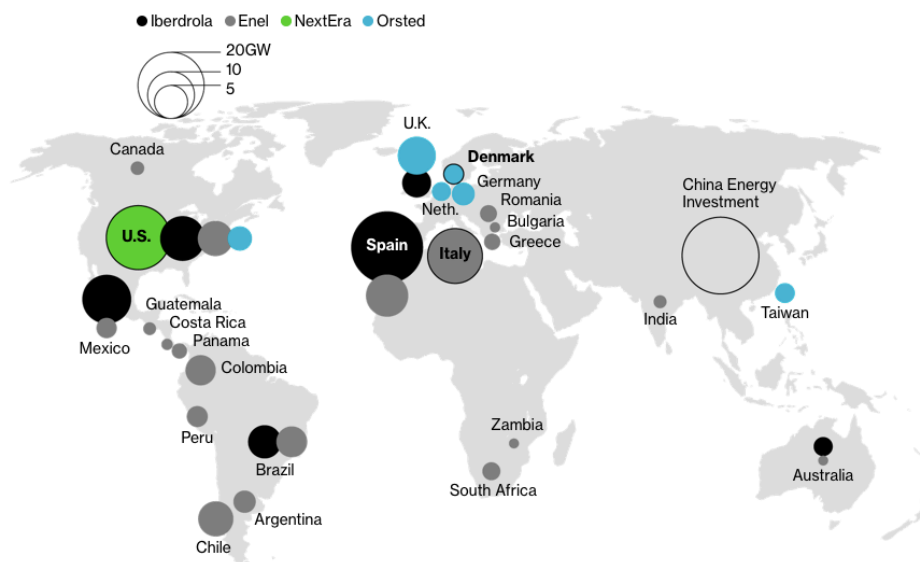 Iberdrola Enel NextEra Orsted
20GW
10
5
U.K.
Canada
Denmark
Germany
China Energy
Investment
Romania
Neth.
Bulgaria
U.S.
Spain
Italy
Greece
Guatemala
Taiwan
India
Costa Rica
Panama
Mexico
Colombia
Zambia
Peru
Brazil
Australia
South Africa
Argentina
Chile